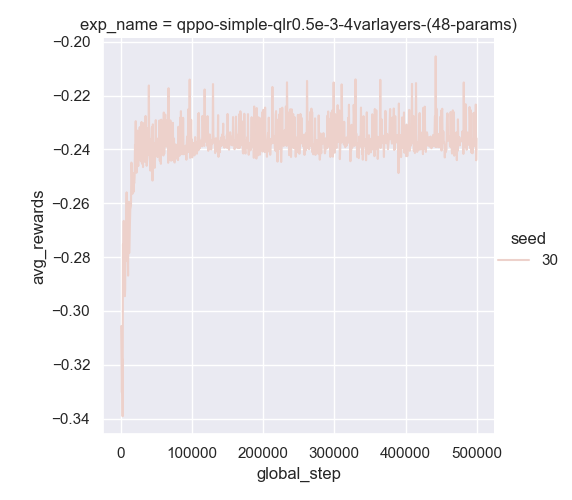 exp_name = qppo-simple-qlr0.5e-3-4varlayers-(48-params)
−0.20
−0.22
−0.24
−0.26
−0.28
−0.30
−0.32
−0.34
avg_rewards
0 100000 200000 300000 400000 500000
global_step
seed
30